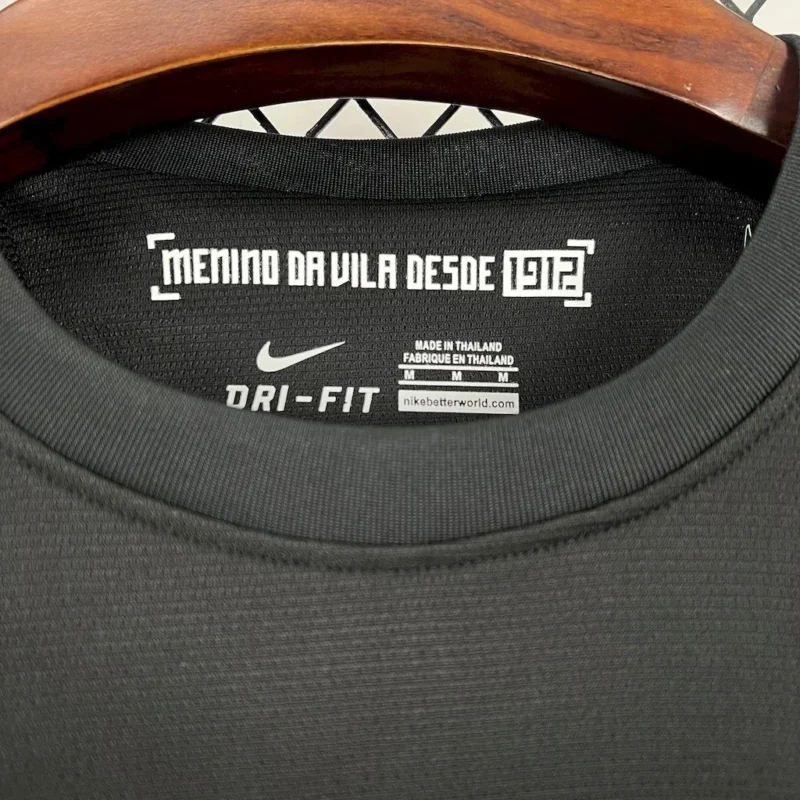 MENINO DA VILA DESDE 1912
MADE IN THAILAND
FABRIQUE EN THAILAND
M M M
DRI-FIT
nikebetterworld.com